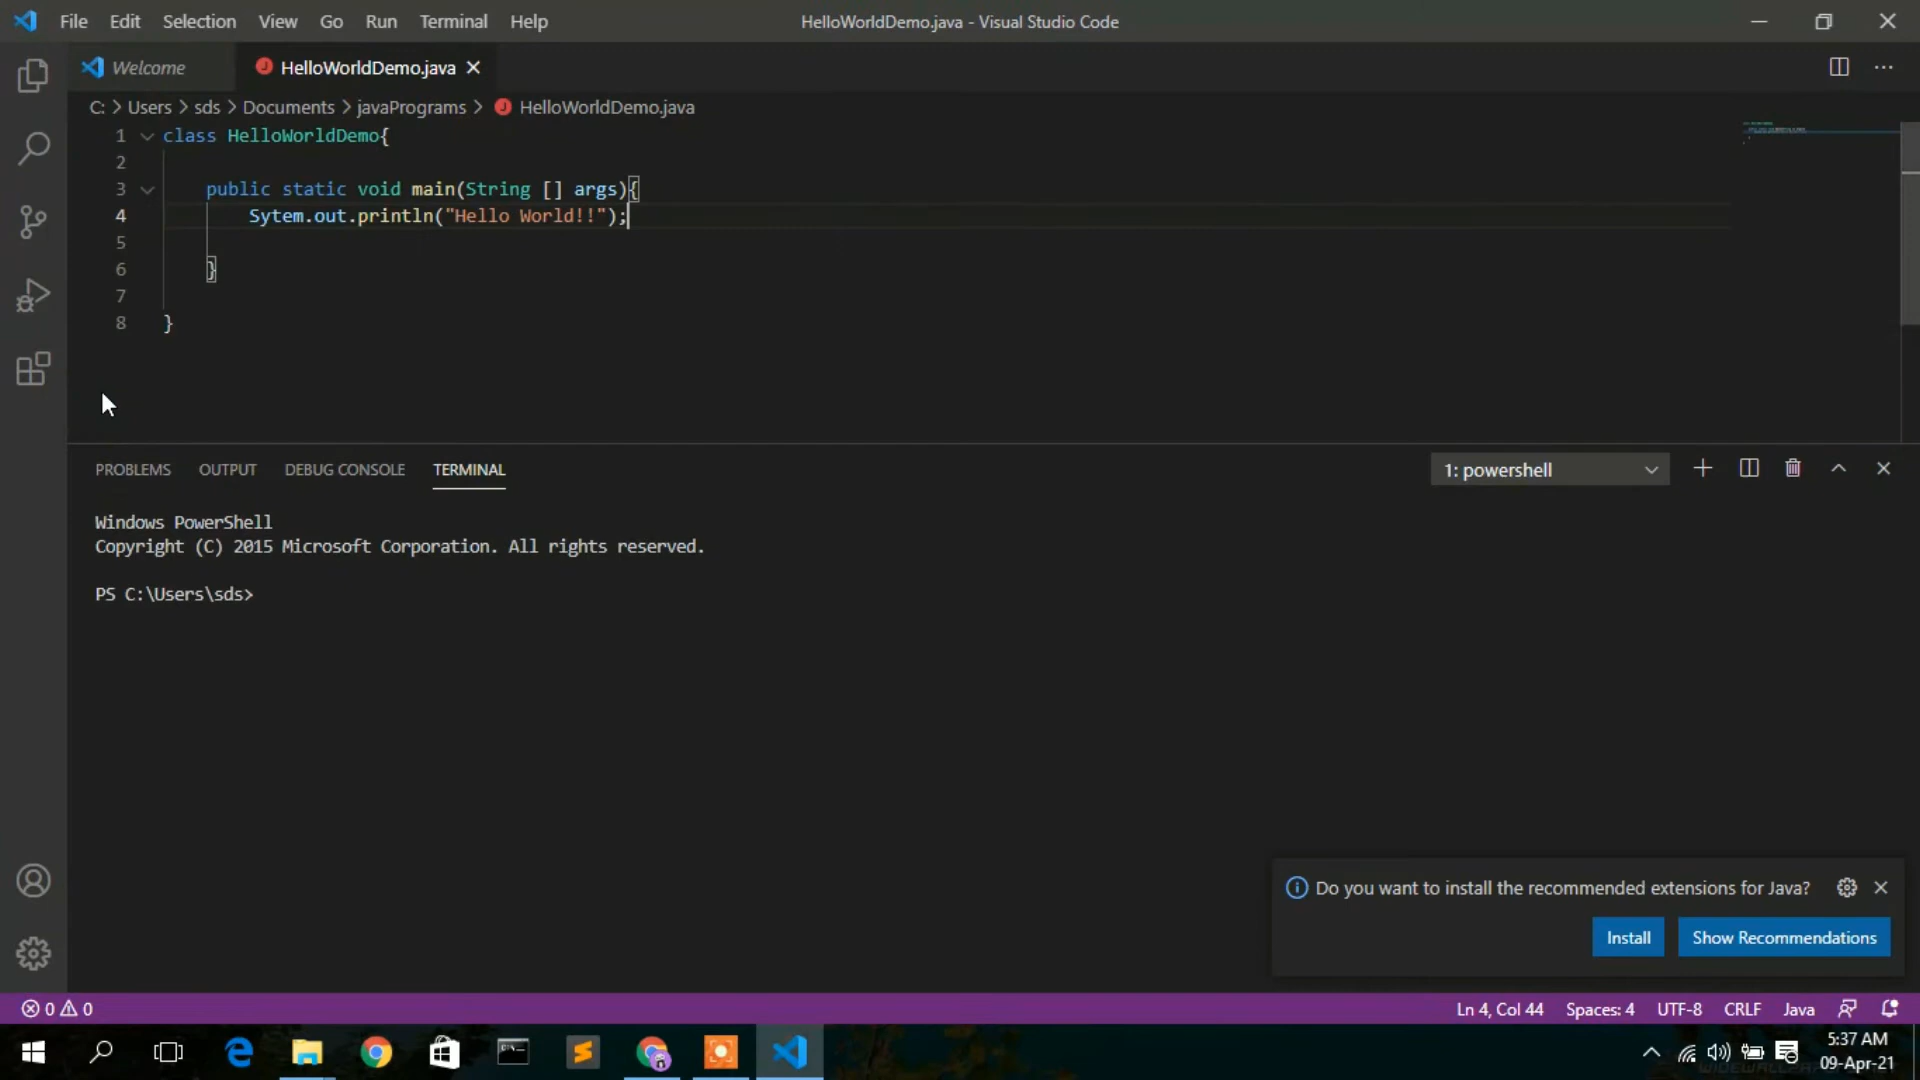 File Edit Selection View Go Run Terminal Help HelloWorldDemo.java - Visual Studio Code
Welcome HelloWorldDemo.java
C: > Users > sds > Documents > javaPrograms > HelloWorldDemo.java
1 class HelloWorldDemo{
2
3 public static void main(String [] args){
4 Sytem.out.println("Hello World!!");
5
6 }
7
8 }
PROBLEMS OUTPUT DEBUG CONSOLE TERMINAL 1: powershell
Windows PowerShell
Copyright (C) 2015 Microsoft Corporation. All rights reserved.
PS C:\Users\sds>
Do you want to install the recommended extensions for Java?
Install Show Recommendations
0 0 Ln 4, Col 44 Spaces: 4 UTF-8 CRLF Java
5:37 AM
09-Apr-21